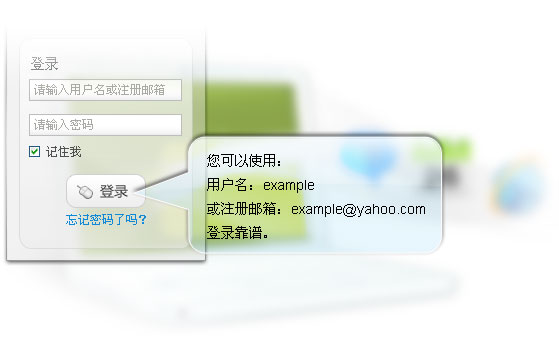 登录
请输入用户名或注册邮箱
请输入密码
记住我
登录
忘记密码了吗?
您可以使用:
用户名：example
或注册邮箱：example@yahoo.com
登录靠谱。